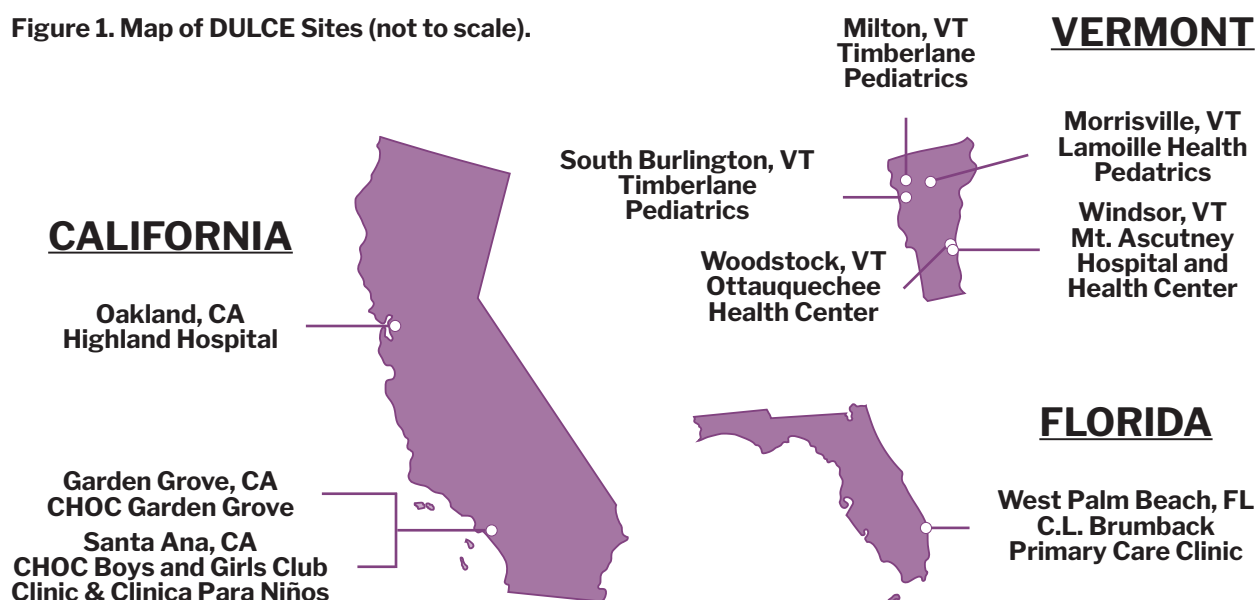 Figure 1. Map of DULCE Sites (not to scale).
CALIFORNIA
Oakland, CA
Highland Hospital
Garden Grove, CA
CHOC Garden Grove
Santa Ana, CA
CHOC Boys and Girls Club
Clinic & Clinica Para Niños
VERMONT
Milton, VT
Timberlane
Pediatrics
South Burlington, VT
Timberlane
Pediatrics
Morrisville, VT
Lamoille Health
Pedatrics
Woodstock, VT
Ottauquechee
Health Center
Windsor, VT
Mt. Ascutney
Hospital and
Health Center
FLORIDA
West Palm Beach, FL
C.L. Brumback
Primary Care Clinic